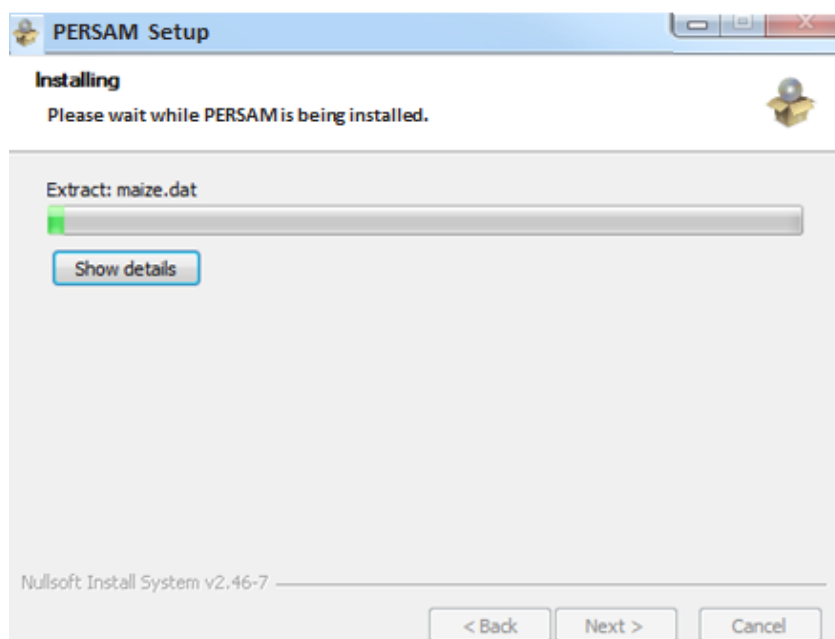 PERSAM Setup
Installing
Please wait while PERSAM is being installed.
Extract: maize.dat
Show details
Nullsoft Install System v2.46-7
< Back Next > Cancel